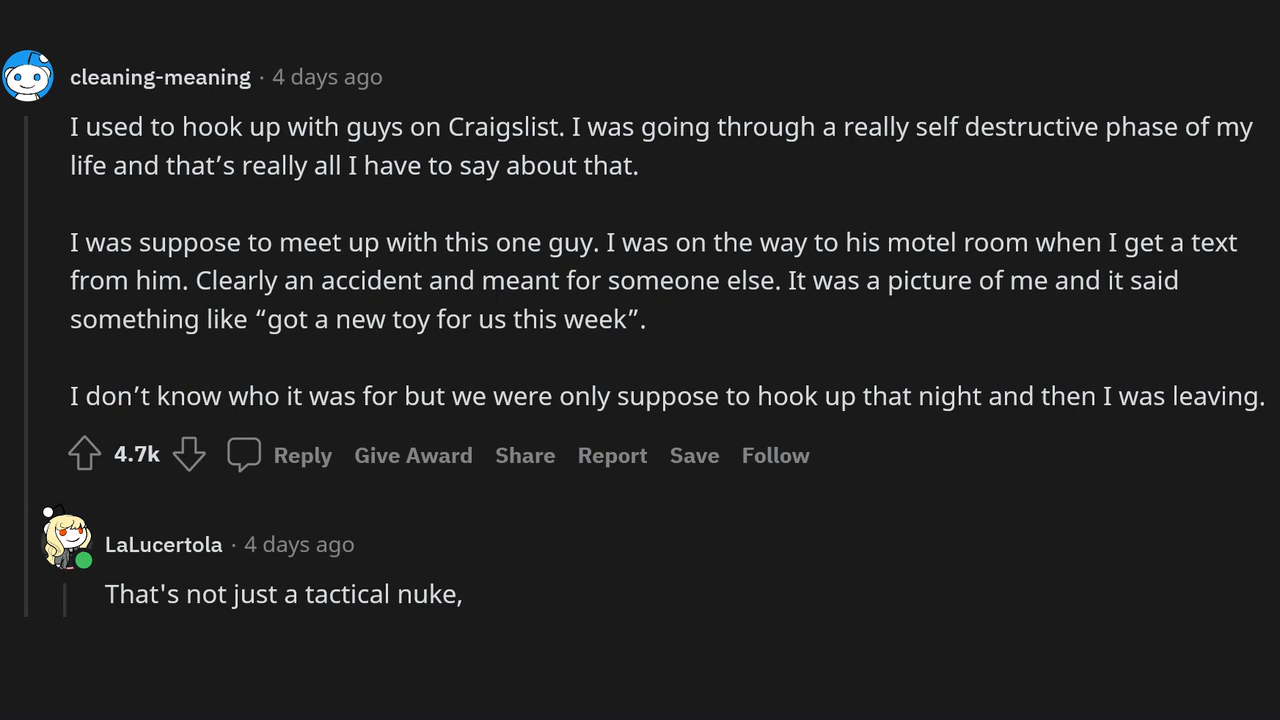 cleaning-meaning · 4 days ago
I used to hook up with guys on Craigslist. I was going through a really self destructive phase of my
life and that’s really all I have to say about that.
I was suppose to meet up with this one guy. I was on the way to his motel room when I get a text
from him. Clearly an accident and meant for someone else. It was a picture of me and it said
something like “got a new toy for us this week”.
I don’t know who it was for but we were only suppose to hook up that night and then I was leaving.
4.7k Reply Give Award Share Report Save Follow
LaLucertola · 4 days ago
That's not just a tactical nuke,